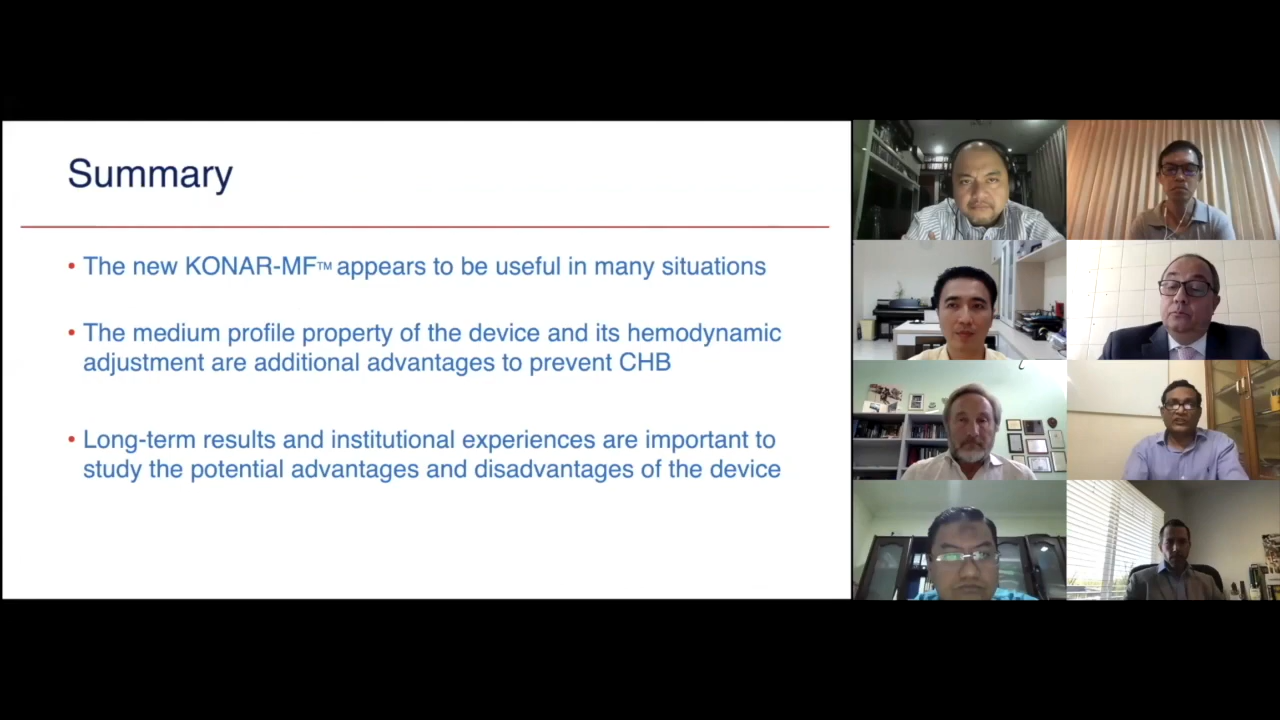 Summary
• The new KONAR-MF™ appears to be useful in many situations
• The medium profile property of the device and its hemodynamic
adjustment are additional advantages to prevent CHB
• Long-term results and institutional experiences are important to
study the potential advantages and disadvantages of the device